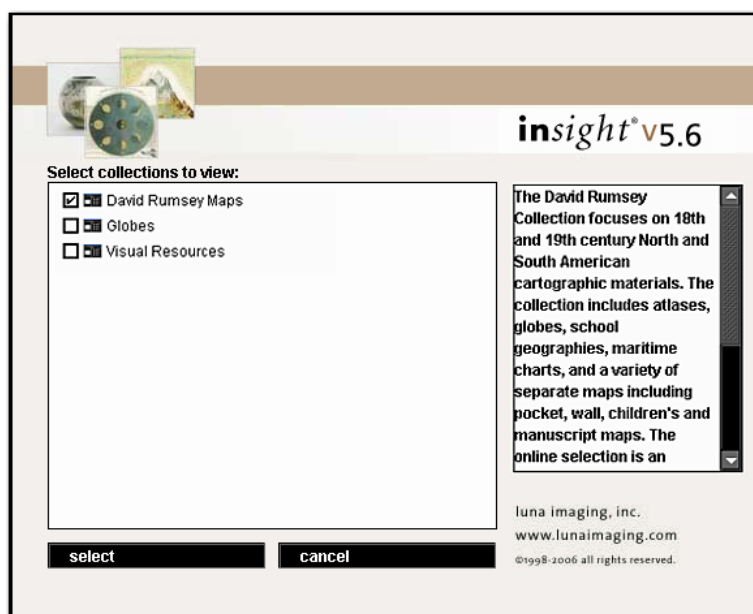 insight® v5.6
Select collections to view:
David Rumsey Maps
Globes
Visual Resources
The David Rumsey
Collection focuses on 18th
and 19th century North and
South American
cartographic materials. The
collection includes atlases,
globes, school
geographies, maritime
charts, and a variety of
separate maps including
pocket, wall, children's and
manuscript maps. The
online selection is an
luna imaging, inc.
www.lunaimaging.com
©1998-2006 all rights reserved.
select
cancel